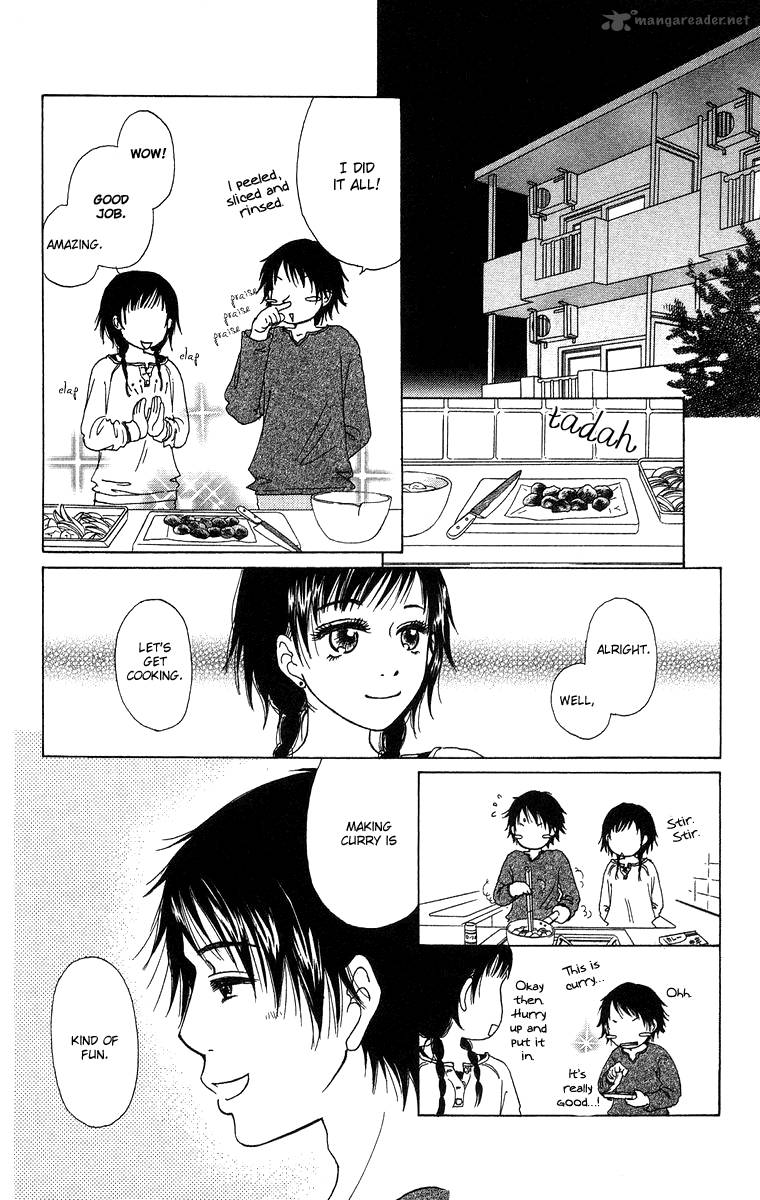 mangareader.net
I DID
IT ALL!
I peeled,
sliced and
rinsed.
WOW!
GOOD
JOB.
AMAZING.
praise
praise
praise
clap
clap
tadah
ALRIGHT.
WELL,
LET'S
GET
COOKING.
Stir.
Stir.
MAKING
CURRY IS
This is
curry...
Ohh.
It's
really
GOOD...!
Okay
then.
Hurry
up and
put it
in.
KIND OF
FUN.